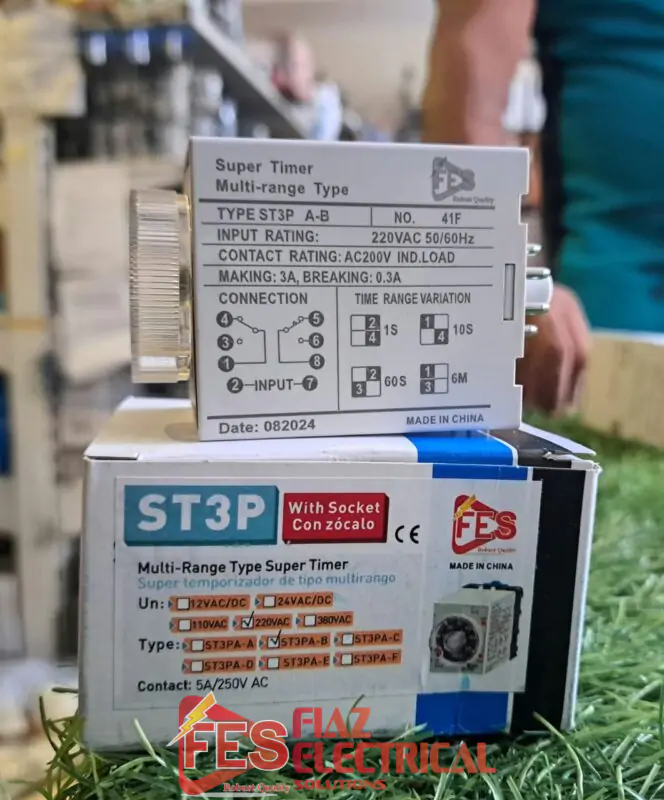 Super Timer
Multi-range Type
FES
Robust Quality
TYPE ST3P A-B NO. 41F
INPUT RATING: 220VAC 50/60Hz
CONTACT RATING: AC200V IND.LOAD
MAKING: 3A, BREAKING: 0.3A
CONNECTION TIME RANGE VARIATION
4 5
3 6
1 8
2 INPUT 7
2 4 1S 1 4 10S
2 3 60S 1 3 6M
Date: 082024 MADE IN CHINA
ST3P
With Socket
Con zócalo
CE
FES
Robust Quality
MADE IN CHINA
Multi-Range Type Super Timer
Super temporizador de tipo multirango
Un: 12VAC/DC 24VAC/DC
110VAC 220VAC 380VAC
Type: ST3PA-A ST3PA-B ST3PA-C
ST3PA-D ST3PA-E ST3PA-F
Contact: 5A/250V AC
FES
Robust Quality
FIAZ
ELECTRICAL
SOLUTIONS